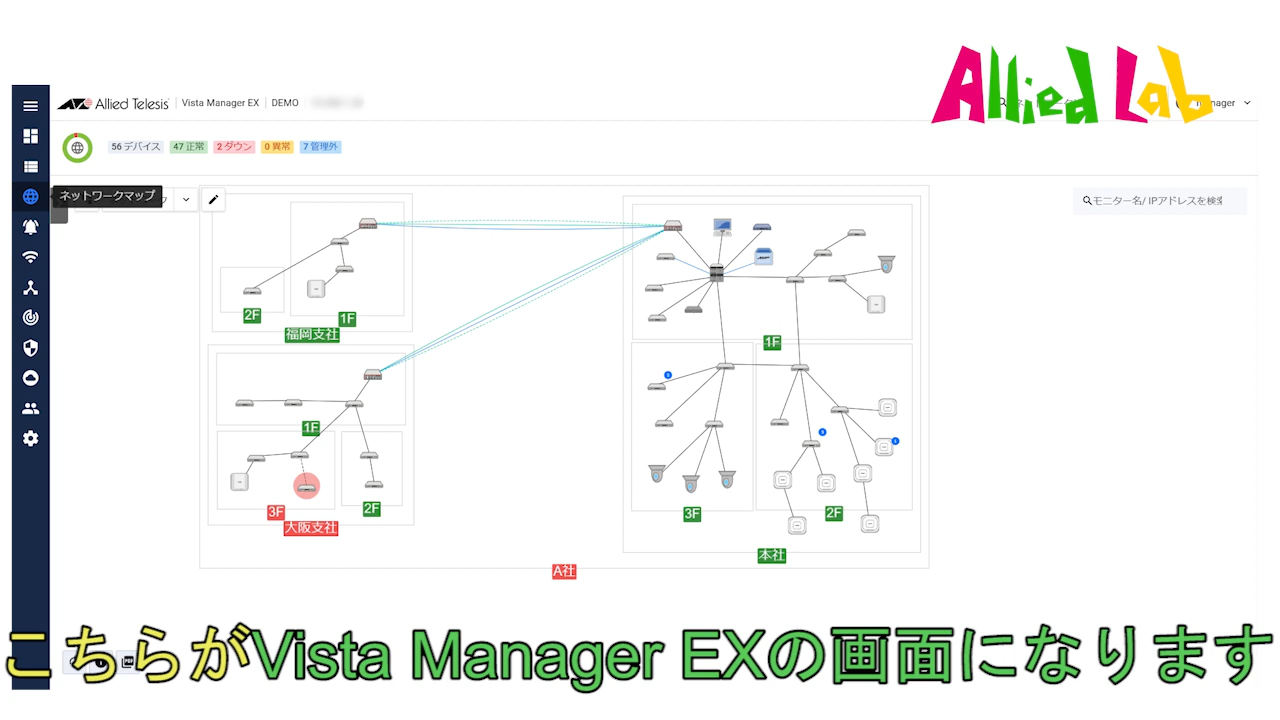 Allied Lab
Allied Telesis Vista Manager EX DEMO
56 デバイス 47 正常 2 ダウン 0 異常 7 管理外
ネットワークマップ
モニター名/ IPアドレスを検索
2F
1F
福岡支社
1F
1F
3F
2F
大阪支社
3F
2F
本社
A社
こちらがVista Manager EXの画面になります